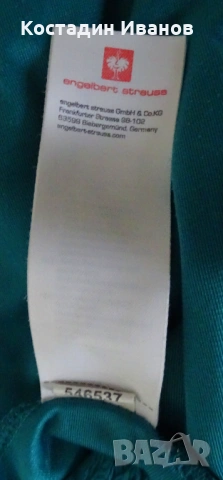 Костадин Иванов
engelbert strauss
engelbert strauss GmbH & Co.KG
Frankfurter Strasse 98-102
63599 Biebergemünd, Germany
engelbert-strauss.com
546537
BAZAR
bg